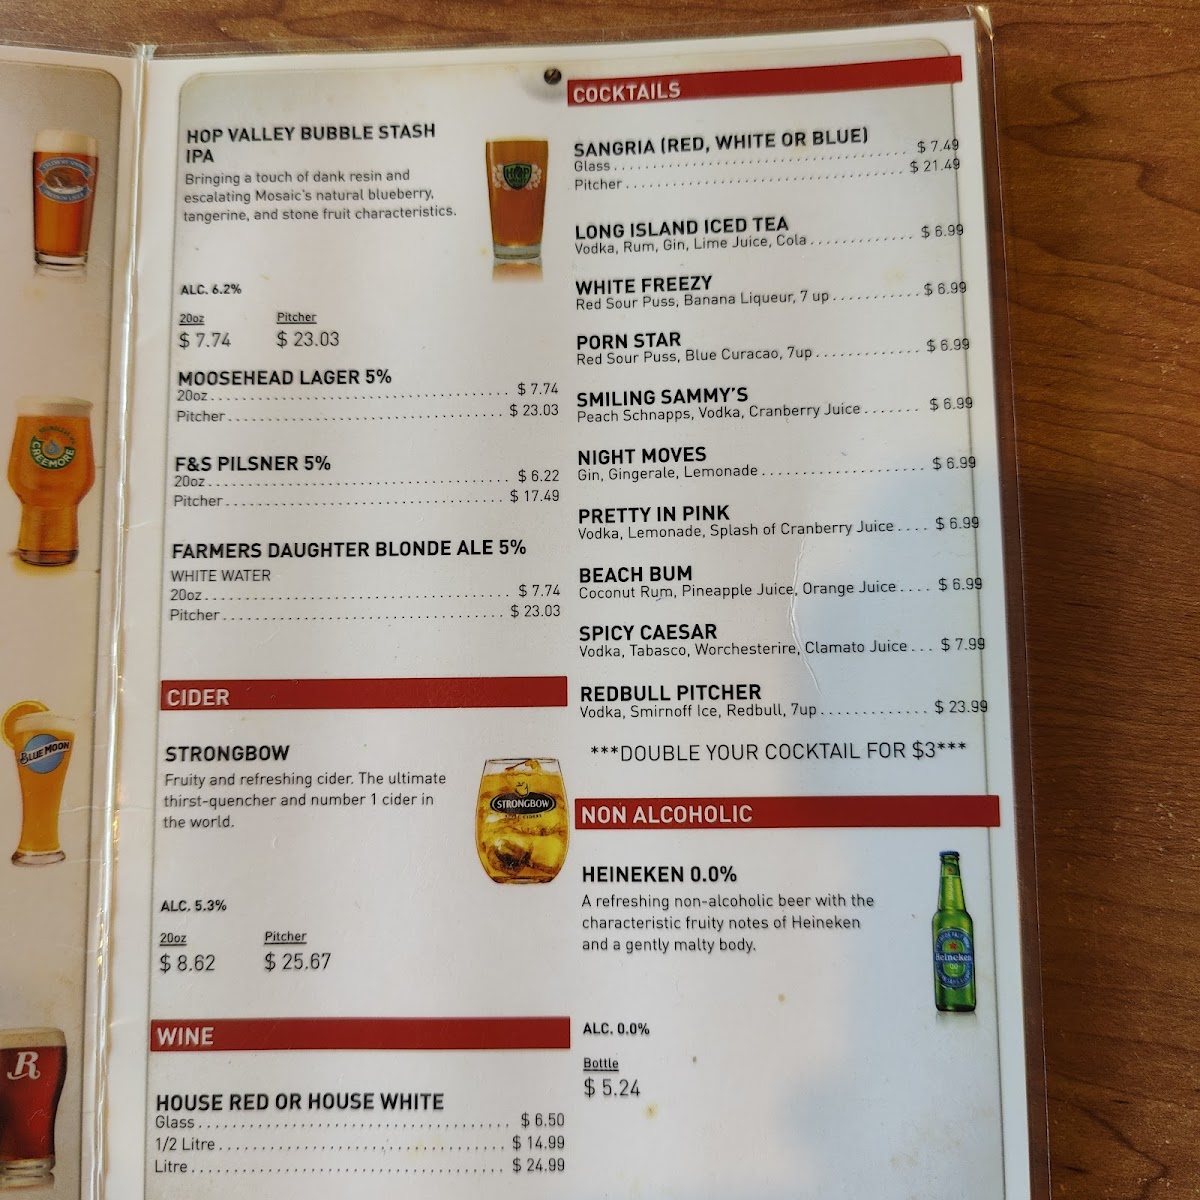 CREEMORE
BLUE MOON
R
HOP VALLEY BUBBLE STASH
IPA
Bringing a touch of dank resin and
escalating Mosaic's natural blueberry,
tangerine, and stone fruit characteristics.
HOP
ALC. 6.2%
20oz Pitcher
$ 7.74 $ 23.03
MOOSEHEAD LAGER 5%
20oz $ 7.74
Pitcher $ 23.03
F&S PILSNER 5%
20oz $ 6.22
Pitcher $ 17.49
FARMERS DAUGHTER BLONDE ALE 5%
WHITE WATER
20oz $ 7.74
Pitcher $ 23.03
CIDER
STRONGBOW
Fruity and refreshing cider. The ultimate
thirst-quencher and number 1 cider in
the world.
STRONGBOW
ALC. 5.3%
20oz Pitcher
$ 8.62 $ 25.67
WINE
HOUSE RED OR HOUSE WHITE
Glass $ 6.50
1/2 Litre $ 14.99
Litre $ 24.99
COCKTAILS
SANGRIA (RED, WHITE OR BLUE)
Glass $ 7.49
Pitcher $ 21.49
LONG ISLAND ICED TEA
Vodka, Rum, Gin, Lime Juice, Cola $ 6.99
WHITE FREEZY
Red Sour Puss, Banana Liqueur, 7 up $ 6.99
PORN STAR
Red Sour Puss, Blue Curacao, 7up $ 6.99
SMILING SAMMY'S
Peach Schnapps, Vodka, Cranberry Juice $ 6.99
NIGHT MOVES
Gin, Gingerale, Lemonade $ 6.99
PRETTY IN PINK
Vodka, Lemonade, Splash of Cranberry Juice $ 6.99
BEACH BUM
Coconut Rum, Pineapple Juice, Orange Juice $ 6.99
SPICY CAESAR
Vodka, Tabasco, Worchesterire, Clamato Juice $ 7.99
REDBULL PITCHER
Vodka, Smirnoff Ice, Redbull, 7up $ 23.99
***DOUBLE YOUR COCKTAIL FOR $3***
NON ALCOHOLIC
HEINEKEN 0.0%
A refreshing non-alcoholic beer with the
characteristic fruity notes of Heineken
and a gently malty body.
Heineken
ALC. 0.0%
Bottle
$ 5.24